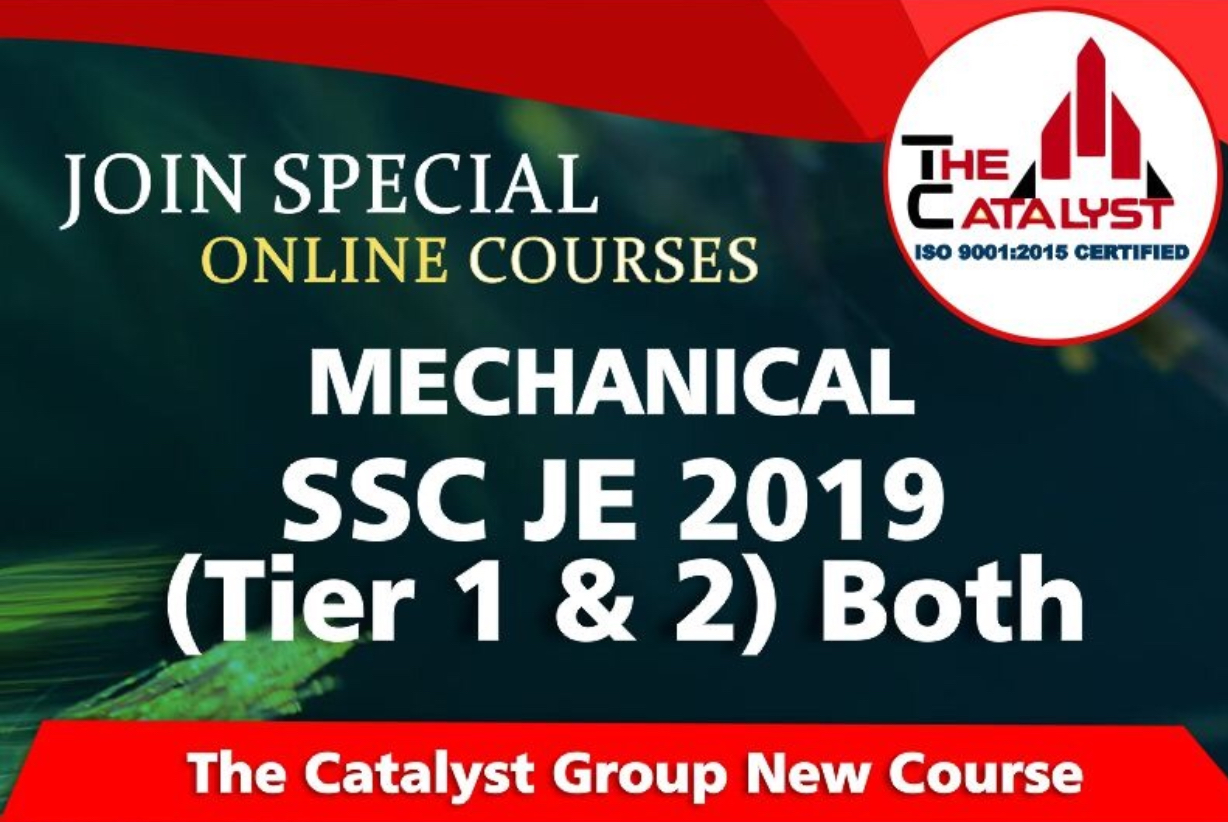 JOIN SPECIAL
ONLINE COURSES
THE
CATALYST
ISO 9001:2015 CERTIFIED
MECHANICAL
SSC JE 2019
(Tier 1 & 2) Both
The Catalyst Group New Course